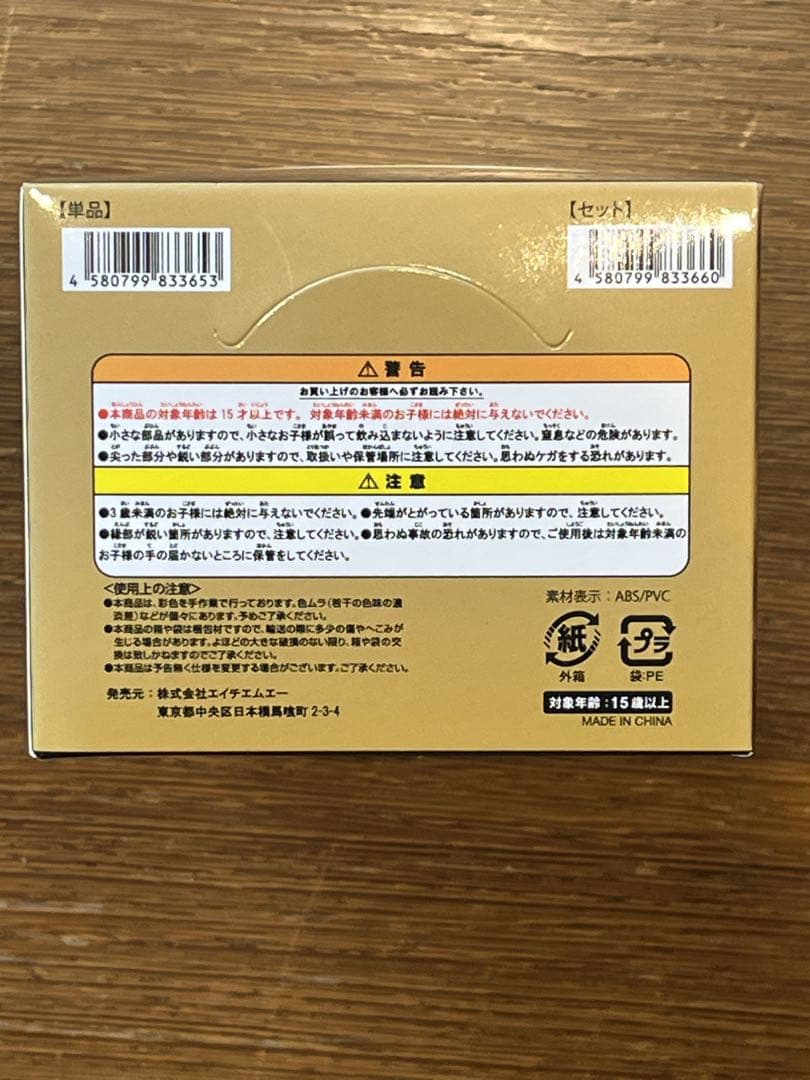 【単品】
【セット】
4 580799 833653
4 580799 833660
⚠警告
お買い上げのお客様へ必ずお読み下さい。
●本商品の対象年齢は15才以上です。 対象年齢未満のお子様には絶対に与えないでください。
●小さな部品がありますので、小さなお子様が誤って飲み込まないように注意してください。窒息などの危険があります。
●尖った部分や鋭い部分がありますので、取扱いや保管場所に注意してください。思わぬケガをする恐れがあります。
⚠注意
●3歳未満のお子様には絶対に与えないでください。●先端がとがっている箇所がありますので、注意してください。
●縁部が鋭い箇所がありますので、注意してください。●思わぬ事故の恐れがありますので、ご使用後は対象年齢未満の
お子様の手の届かないところに保管をしてください。
<使用上の注意>
●本商品は、彩色を手作業で行っております。色ムラ(若干の色味の濃
淡差)などが個々にあります。予めご了承ください。
●本商品の箱や袋は梱包材ですので、輸送の際に多少の傷やへこみが
生じる場合があります。よほどの大きな破損のない限り、箱や袋の交
換は致しかねますのでご了承ください。
●本商品は予告無く仕様を変更する場合がございます。ご了承ください。
発売元：株式会社エイチエムエー
東京都中央区日本橋馬喰町2-3-4
素材表示：ABS/PVC
紙
外箱
プラ
袋:PE
対象年齢：15歳以上
MADE IN CHINA